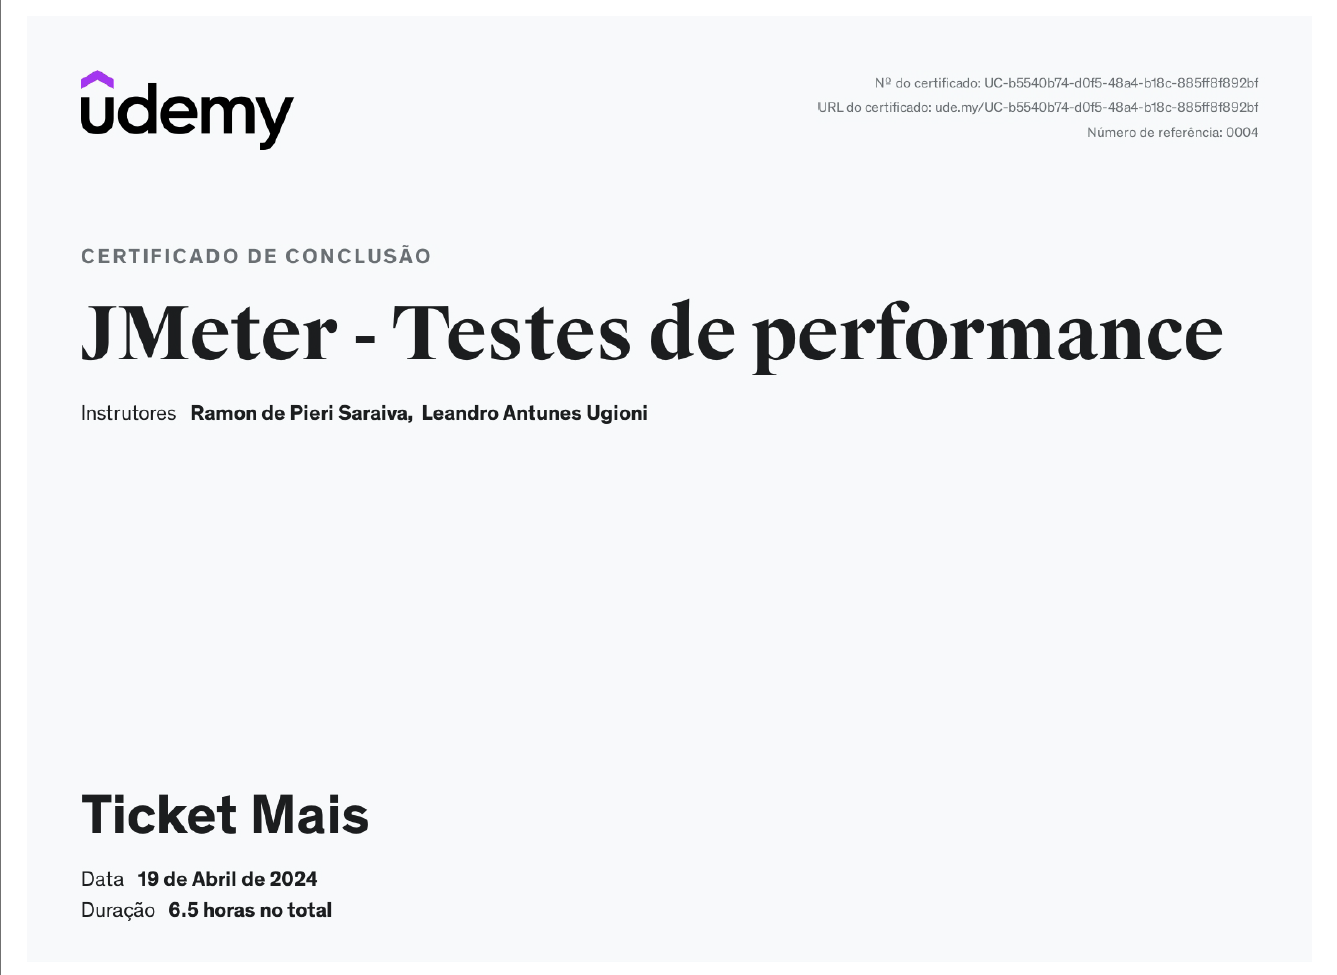 udemy
Nº do certificado: UC-b5540b74-d0f5-48a4-b18c-885ff8f892bf
URL do certificado: ude.my/UC-b5540b74-d0f5-48a4-b18c-885ff8f892bf
Número de referência: 0004
CERTIFICADO DE CONCLUSÃO
JMeter - Testes de performance
Instrutores Ramon de Pieri Saraiva, Leandro Antunes Ugioni
Ticket Mais
Data 19 de Abril de 2024
Duração 6.5 horas no total